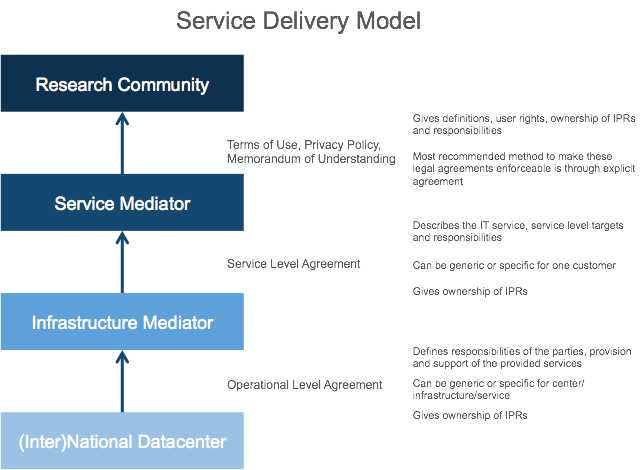 Service Delivery Model
Research Community
Terms of Use, Privacy Policy,
Memorandum of Understanding
Gives definitions, user rights, ownership of IPRs
and responsibilities
Most recommended method to make these
legal agreements enforceable is through explicit
agreement
Service Mediator
Service Level Agreement
Describes the IT service, service level targets
and responsibilities
Can be generic or specific for one customer
Gives ownership of IPRs
Infrastructure Mediator
Operational Level Agreement
Defines responsibilities of the parties, provision
and support of the provided services
Can be generic or specific for center/
infrastructure/service
Gives ownership of IPRs
(Inter)National Datacenter